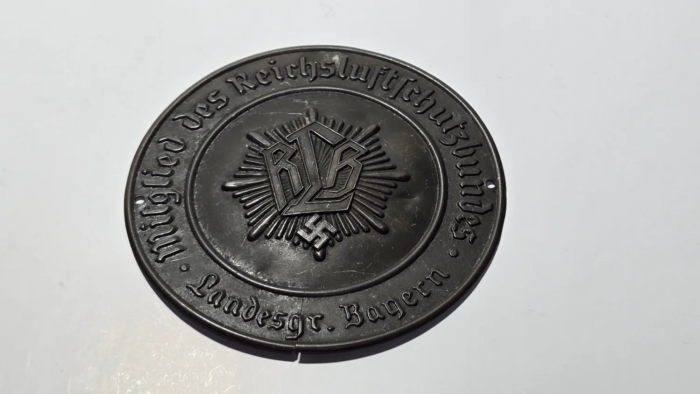 Mitglied des Reichsluftschutzbundes
RLB
Landesgr. Bayern